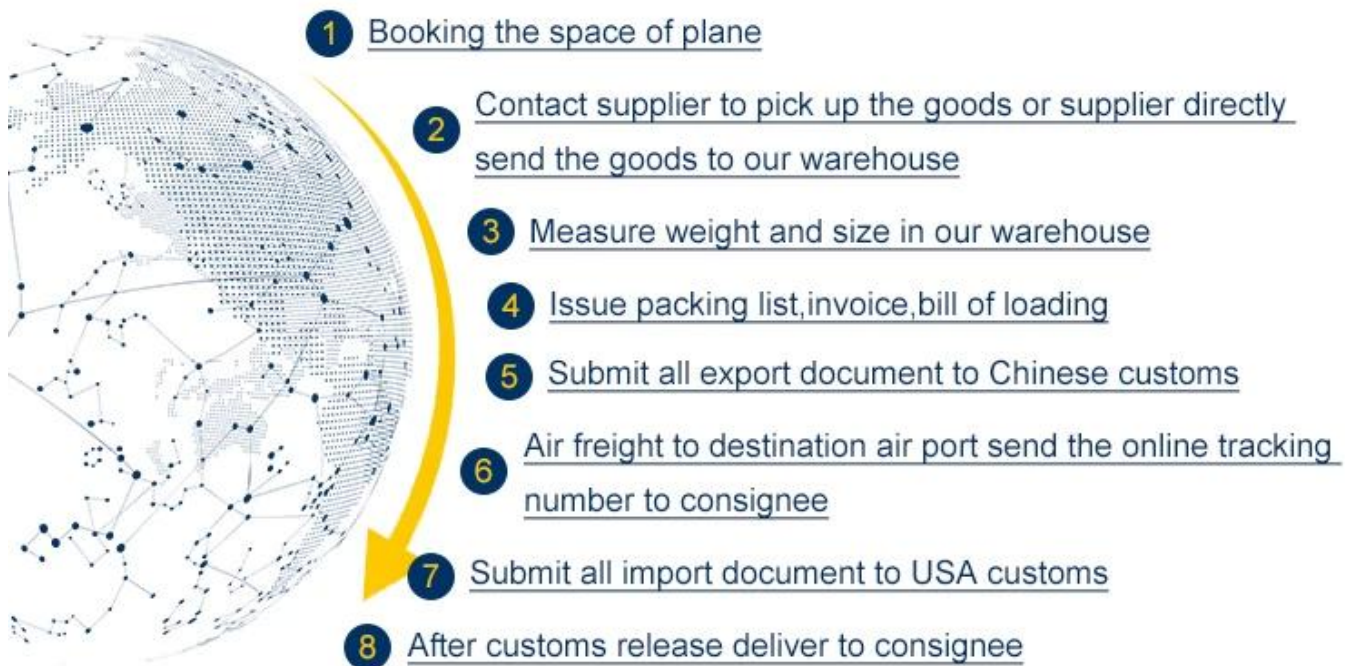 1 Booking the space of plane
2 Contact supplier to pick up the goods or supplier directly
send the goods to our warehouse
3 Measure weight and size in our warehouse
4 Issue packing list,invoice,bill of loading
5 Submit all export document to Chinese customs
6 Air freight to destination air port send the online tracking
number to consignee
7 Submit all import document to USA customs
8 After customs release deliver to consignee